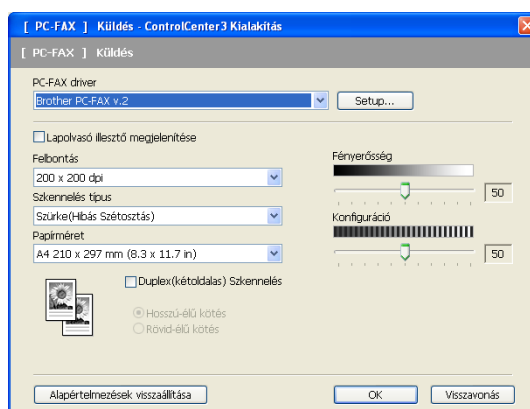 [ PC-FAX ] Küldés - ControlCenter3 Kialakítás
[ PC-FAX ] Küldés
PC-FAX driver
Brother PC-FAX v.2
Setup...
Lapolvasó illesztő megjelenítése
Felbontás
200 x 200 dpi
Szkennelés típus
Szürke(Hibás Szétosztás)
Papírméret
A4 210 x 297 mm (8.3 x 11.7 in)
Fényerősség
50
Konfiguráció
50
Duplex(kétoldalas) Szkennelés
Hosszú-élű kötés
Rövid-élű kötés
Alapértelmezések visszaállítása
OK
Visszavonás